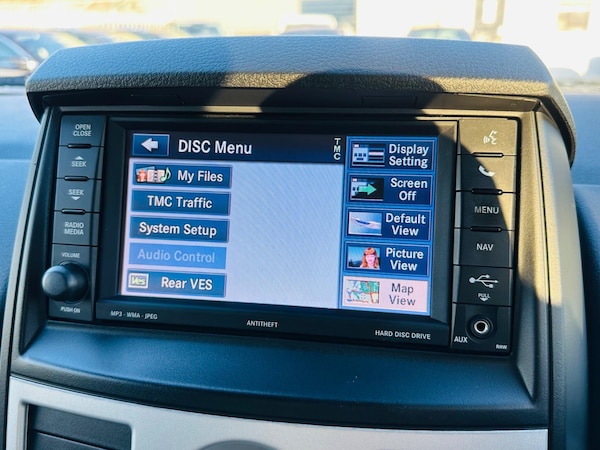 OPEN
CLOSE
SEEK
SEEK
RADIO
MEDIA
VOLUME
PUSH ON
DISC Menu
TMC
My Files
TMC Traffic
System Setup
Audio Control
VES
Rear VES
Display
Setting
Screen
Off
Default
View
Picture
View
Map
View
MENU
NAV
PULL
AUX
MP3 · WMA · JPEG
ANTITHEFT
HARD DISC DRIVE